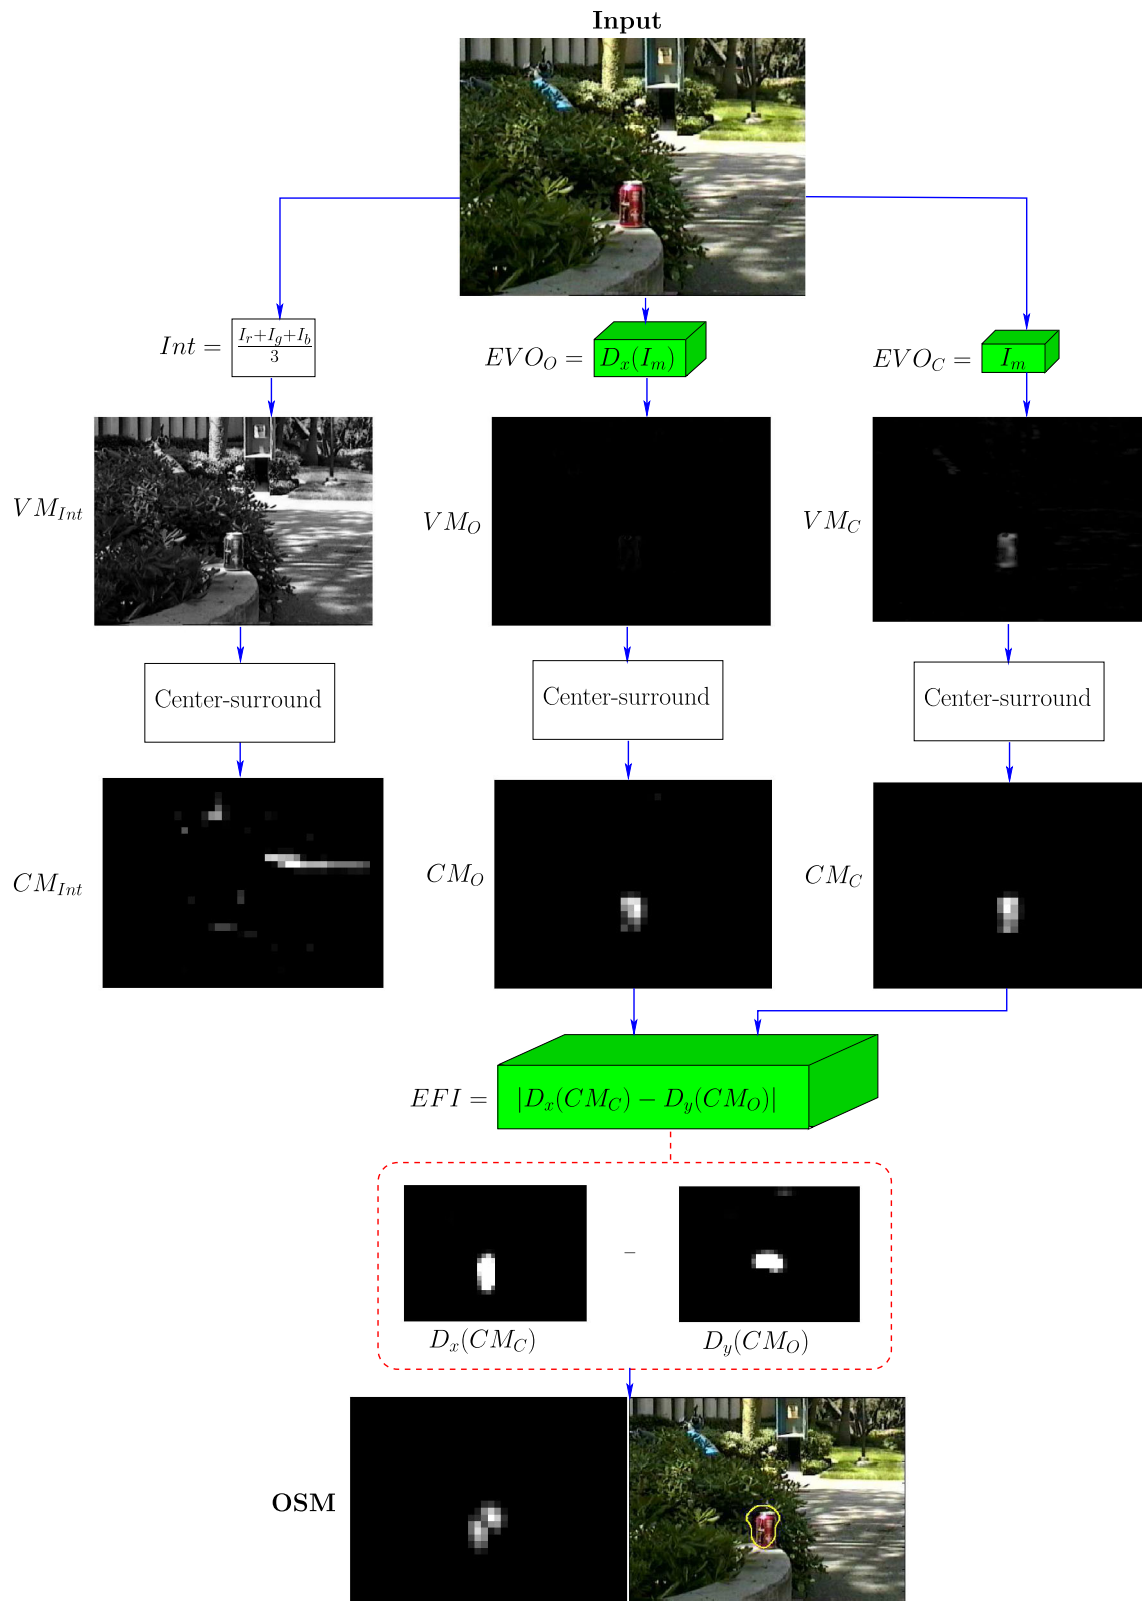 Input
Int = (I_r+I_g+I_b)/3
EVO_O = D_x(I_m)
EVO_C = I_m
VM_Int
VM_O
VM_C
Center-surround
Center-surround
Center-surround
CM_Int
CM_O
CM_C
EFI = |D_x(CM_C) − D_y(CM_O)|
−
D_x(CM_C)
D_y(CM_O)
OSM